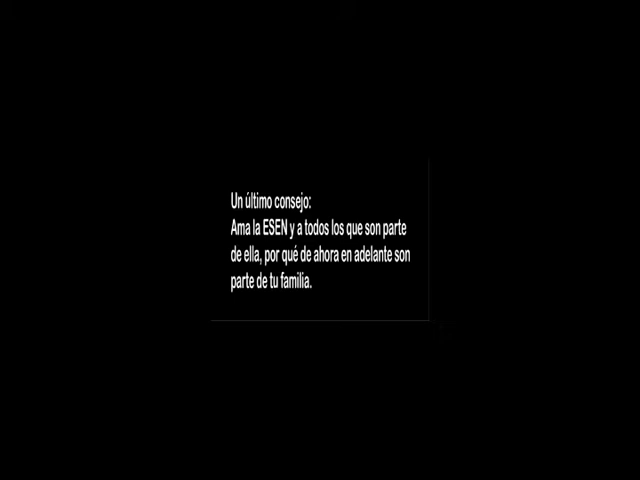 Un último consejo:
Ama la ESEN y a todos los que son parte
de ella, por qué de ahora en adelante son
parte de tu familia.